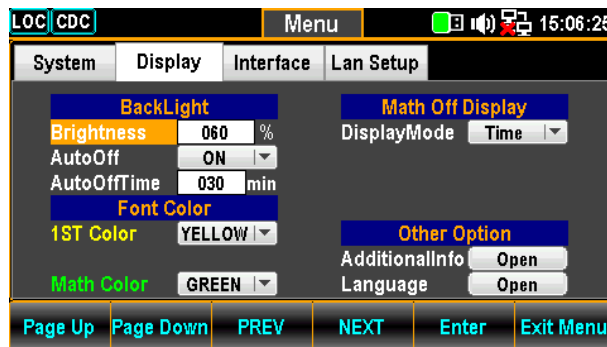 LOC CDC Menu 15:06:25
System Display Interface Lan Setup
BackLight Math Off Display
Brightness 060 % DisplayMode Time
AutoOff ON
AutoOffTime 030 min
Font Color
1ST Color YELLOW Other Option
AdditionalInfo Open
Math Color GREEN Language Open
Page Up Page Down PREV NEXT Enter Exit Menu